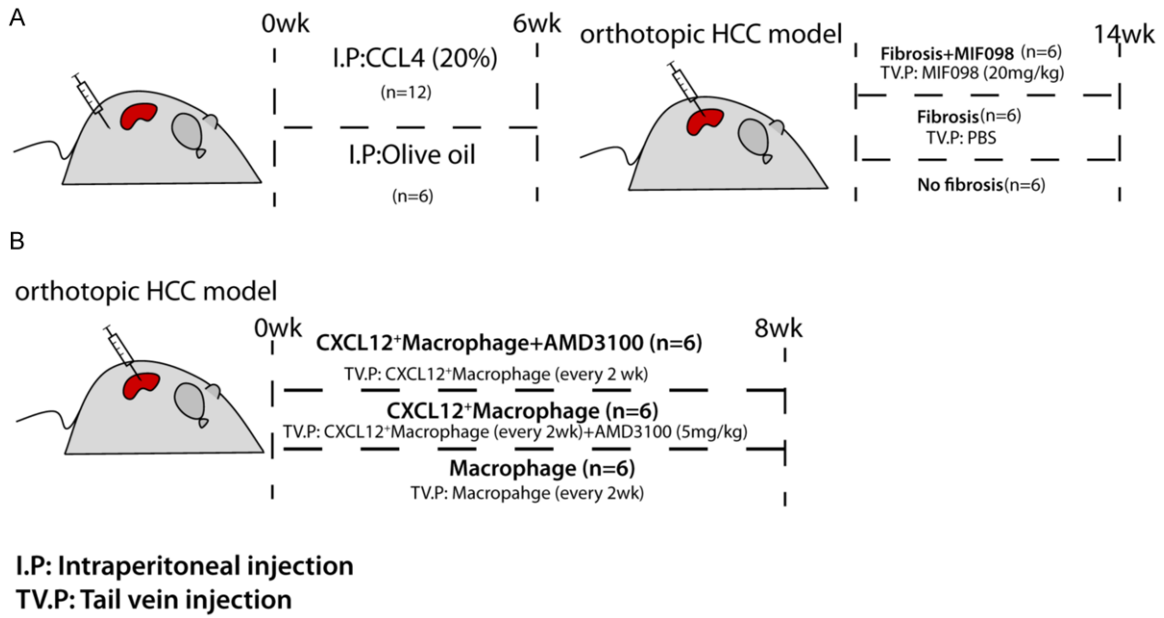 A
0wk
6wk
orthotopic HCC model
14wk
I.P:CCL4 (20%)
(n=12)
I.P:Olive oil
(n=6)
Fibrosis+MIF098 (n=6)
TV.P: MIF098 (20mg/kg)
Fibrosis(n=6)
TV.P: PBS
No fibrosis(n=6)
B
orthotopic HCC model
0wk
8wk
CXCL12⁺Macrophage+AMD3100 (n=6)
TV.P: CXCL12⁺Macrophage (every 2 wk)
CXCL12⁺Macrophage (n=6)
TV.P: CXCL12⁺Macrophage (every 2wk)+AMD3100 (5mg/kg)
Macrophage (n=6)
TV.P: Macropahge (every 2wk)
I.P: Intraperitoneal injection
TV.P: Tail vein injection